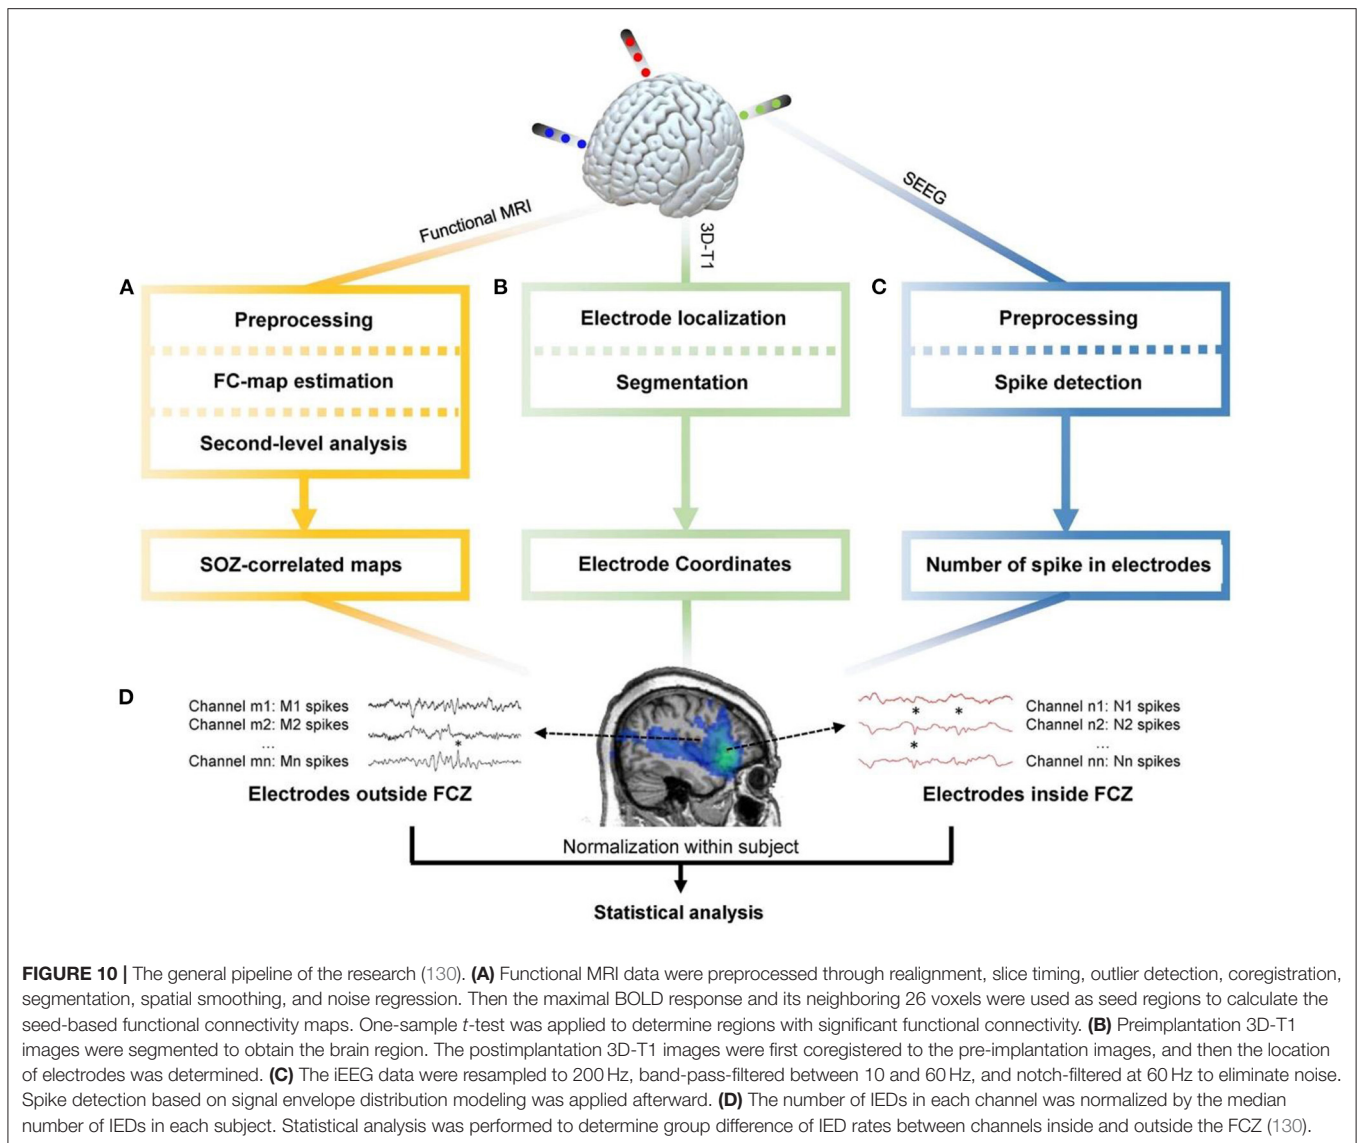 Functional MRI
3D-T1
SEEG
A
Preprocessing
FC-map estimation
Second-level analysis
SOZ-correlated maps
B
Electrode localization
Segmentation
Electrode Coordinates
C
Preprocessing
Spike detection
Number of spike in electrodes
D
Channel m1: M1 spikes
Channel m2: M2 spikes
...
Channel mn: Mn spikes
*
Electrodes outside FCZ
* *
*
Channel n1: N1 spikes
Channel n2: N2 spikes
...
Channel nn: Nn spikes
Electrodes inside FCZ
Normalization within subject
Statistical analysis
FIGURE 10 | The general pipeline of the research (130). (A) Functional MRI data were preprocessed through realignment, slice timing, outlier detection, coregistration,
segmentation, spatial smoothing, and noise regression. Then the maximal BOLD response and its neighboring 26 voxels were used as seed regions to calculate the
seed-based functional connectivity maps. One-sample t-test was applied to determine regions with significant functional connectivity. (B) Preimplantation 3D-T1
images were segmented to obtain the brain region. The postimplantation 3D-T1 images were first coregistered to the pre-implantation images, and then the location
of electrodes was determined. (C) The iEEG data were resampled to 200 Hz, band-pass-filtered between 10 and 60 Hz, and notch-filtered at 60 Hz to eliminate noise.
Spike detection based on signal envelope distribution modeling was applied afterward. (D) The number of IEDs in each channel was normalized by the median
number of IEDs in each subject. Statistical analysis was performed to determine group difference of IED rates between channels inside and outside the FCZ (130).